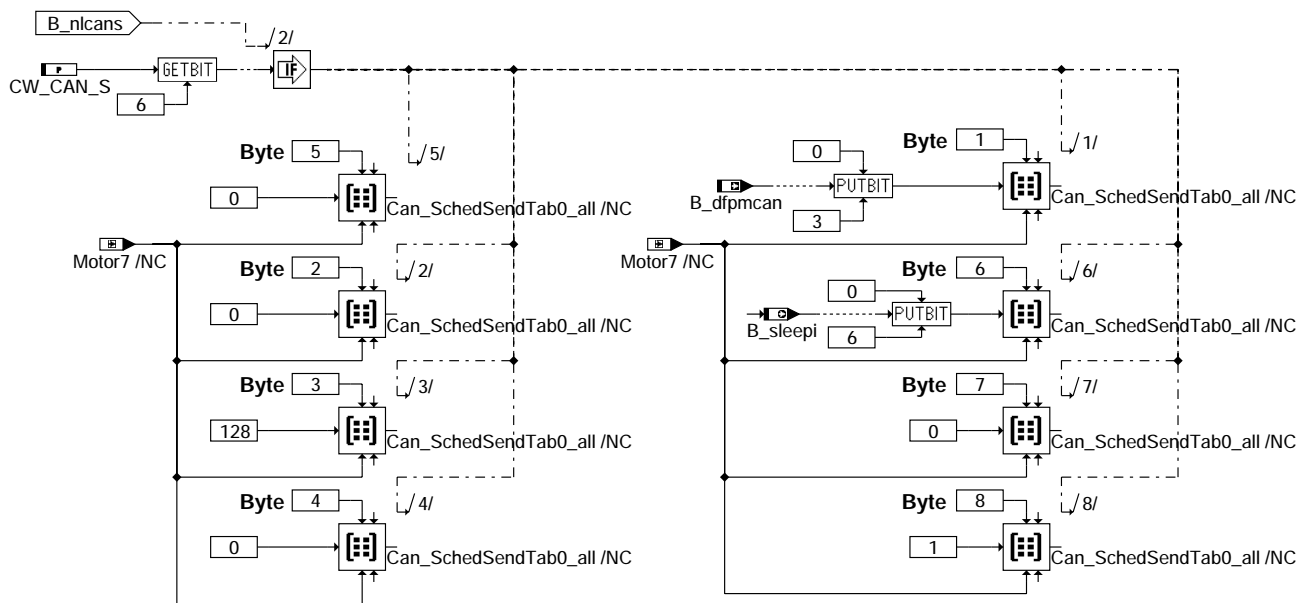 B_nlcans
/2/
CW_CAN_S
P
GETBIT
IF
6
Byte 5
/5/
0
Can_SchedSendTab0_all /NC
Motor7 /NC
Byte 2
/2/
0
Can_SchedSendTab0_all /NC
Byte 3
/3/
128
Can_SchedSendTab0_all /NC
Byte 4
/4/
0
Can_SchedSendTab0_all /NC
Byte 1
/1/
0
B_dfpmcan
PUTBIT
3
Can_SchedSendTab0_all /NC
Motor7 /NC
Byte 6
/6/
0
B_sleepi
PUTBIT
6
Can_SchedSendTab0_all /NC
Byte 7
/7/
0
Can_SchedSendTab0_all /NC
Byte 8
/8/
1
Can_SchedSendTab0_all /NC